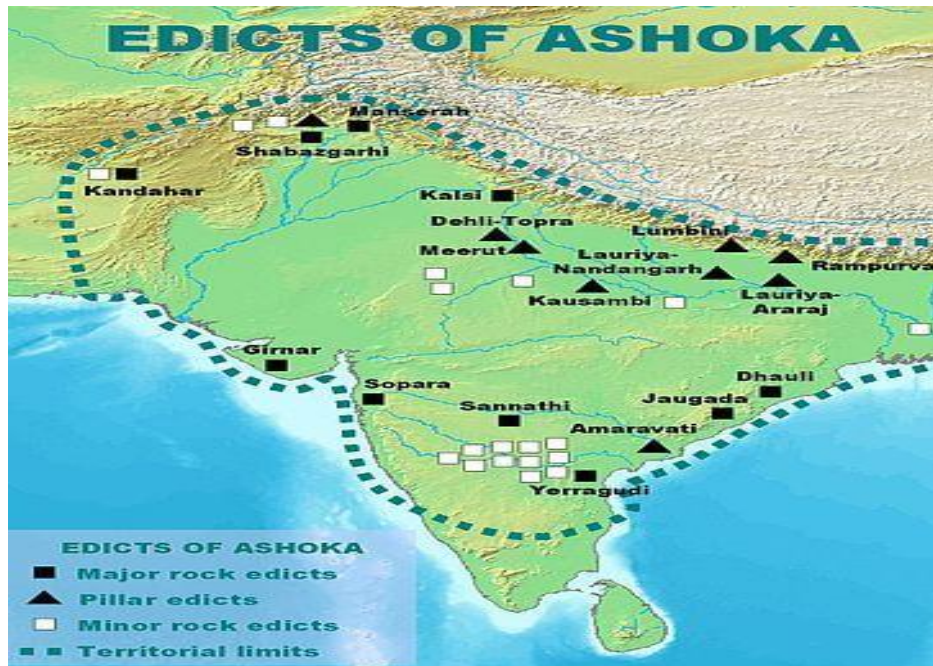 EDICTS OF ASHOKA
Manserah
Shabazgarhi
Kandahar
Kalsi
Dehli-Topra
Lumbini
Meerut
Lauriya-
Nandangarh
Rampurva
Kausambi
Lauriya-
Araraj
Girnar
Sopara
Dhauli
Sannathi
Jaugada
Amaravati
Yerragudi
EDICTS OF ASHOKA
Major rock edicts
Pillar edicts
Minor rock edicts
Territorial limits